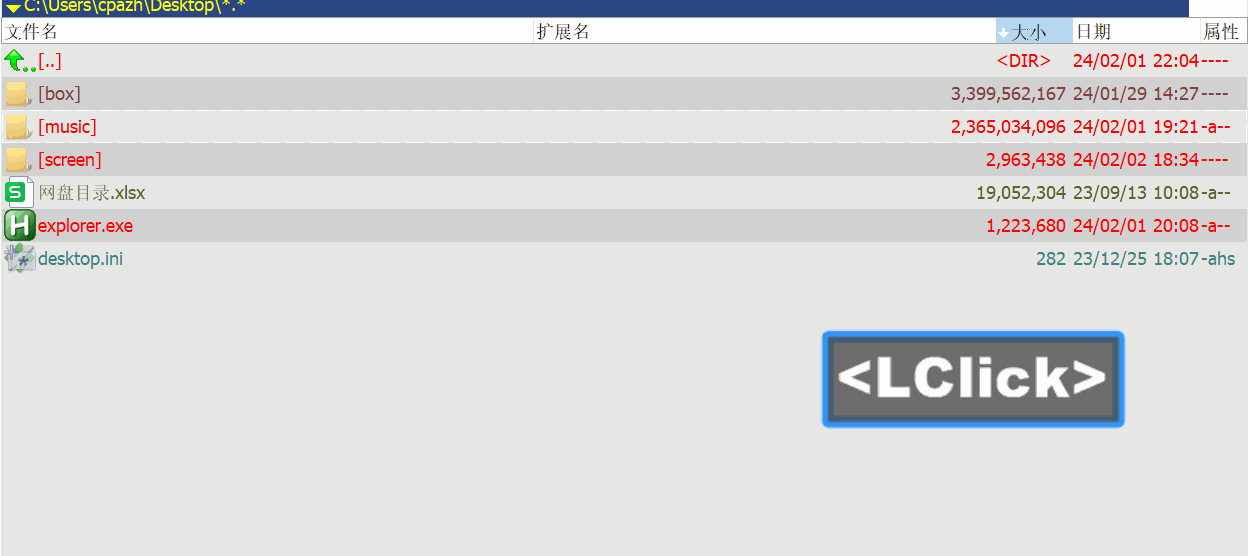 C:\Users\cpazh\Desktop\*.*
文件名 扩展名 大小 日期 属性
[..] <DIR> 24/02/01 22:04 ----
[box] 3,399,562,167 24/01/29 14:27 ----
[music] 2,365,034,096 24/02/01 19:21 -a--
[screen] 2,963,438 24/02/02 18:34 ----
网盘目录.xlsx 19,052,304 23/09/13 10:08 -a--
explorer.exe 1,223,680 24/02/01 20:08 -a--
desktop.ini 282 23/12/25 18:07 -ahs
<LClick>